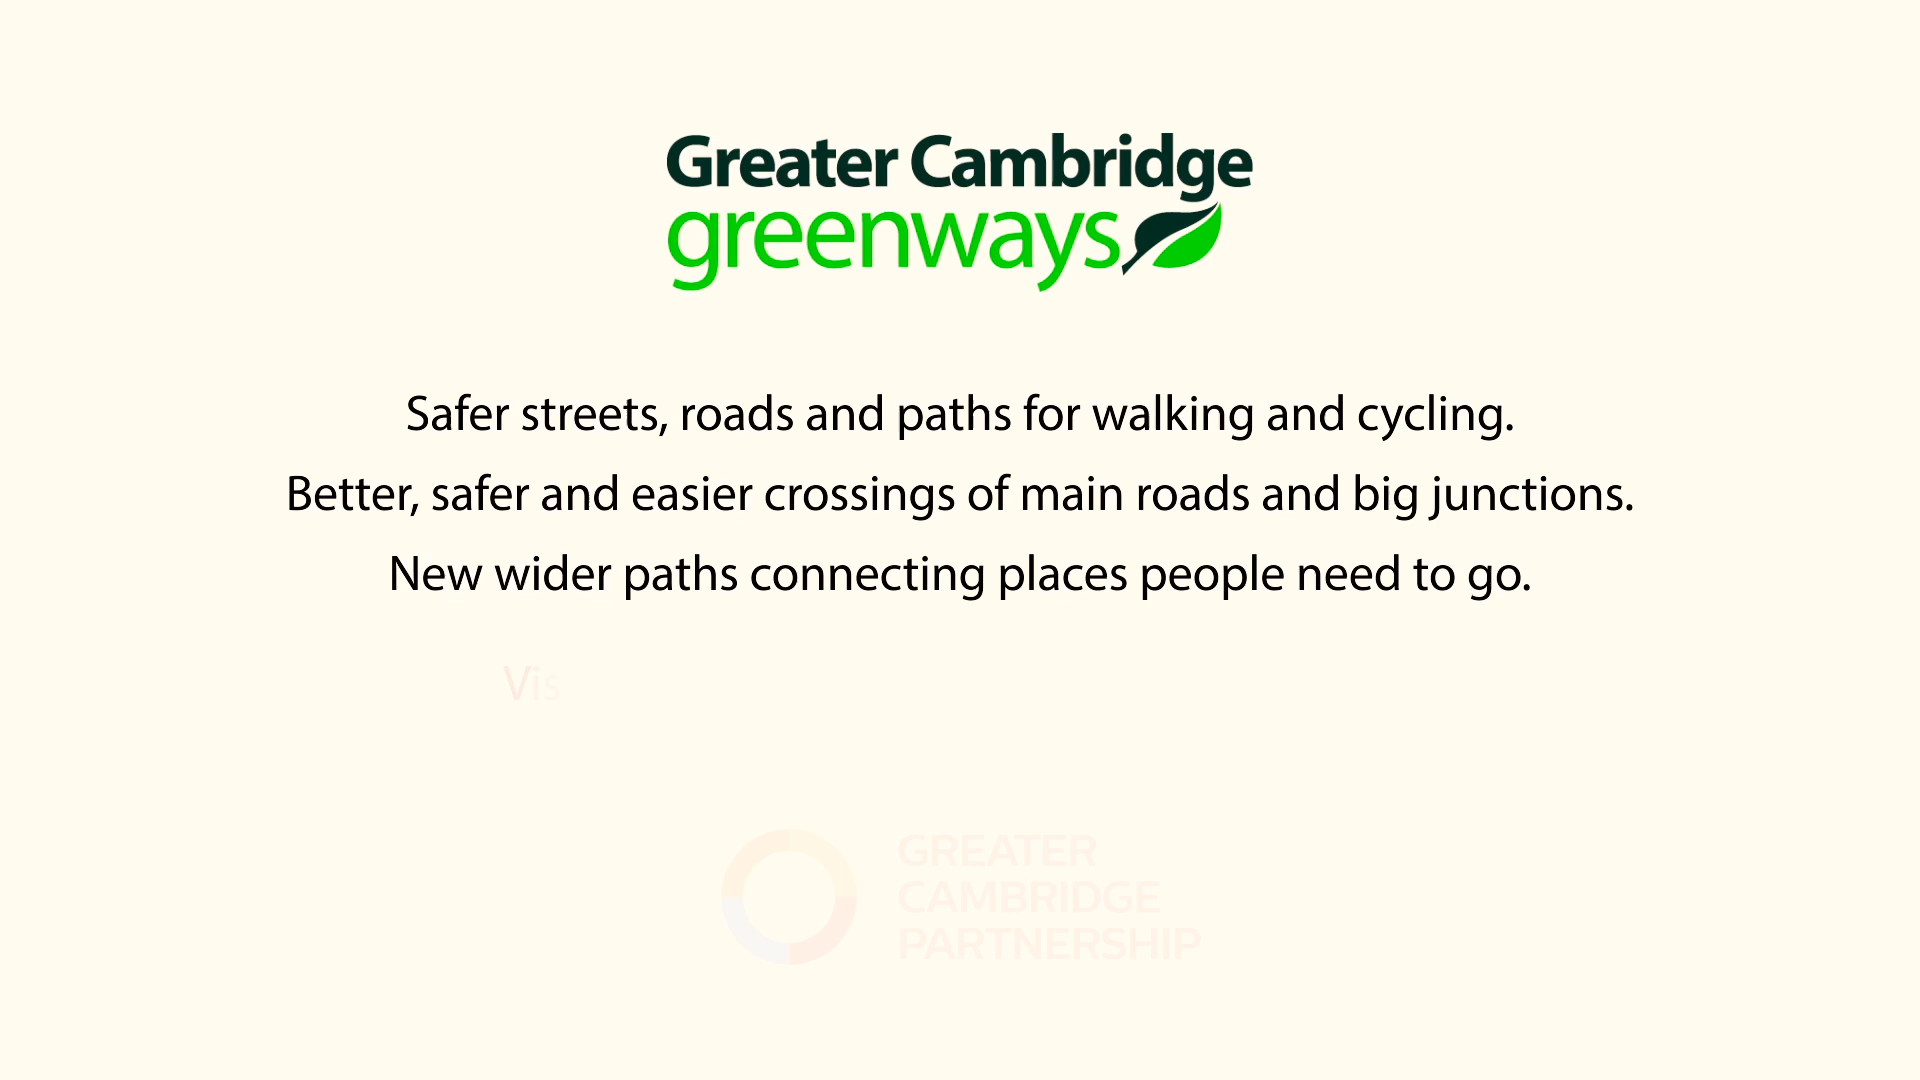 Greater Cambridge
greenways
Safer streets, roads and paths for walking and cycling.
Better, safer and easier crossings of main roads and big junctions.
New wider paths connecting places people need to go.
Vis
GREATER
CAMBRIDGE
PARTNERSHIP